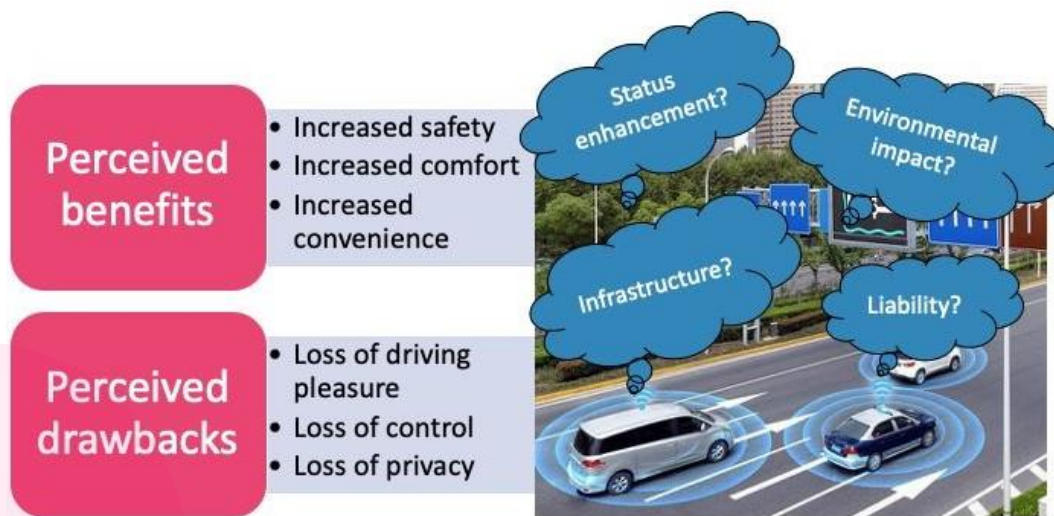 Perceived
benefits
• Increased safety
• Increased comfort
• Increased
convenience
Perceived
drawbacks
• Loss of driving
pleasure
• Loss of control
• Loss of privacy
Status
enhancement?
Environmental
impact?
Infrastructure?
Liability?